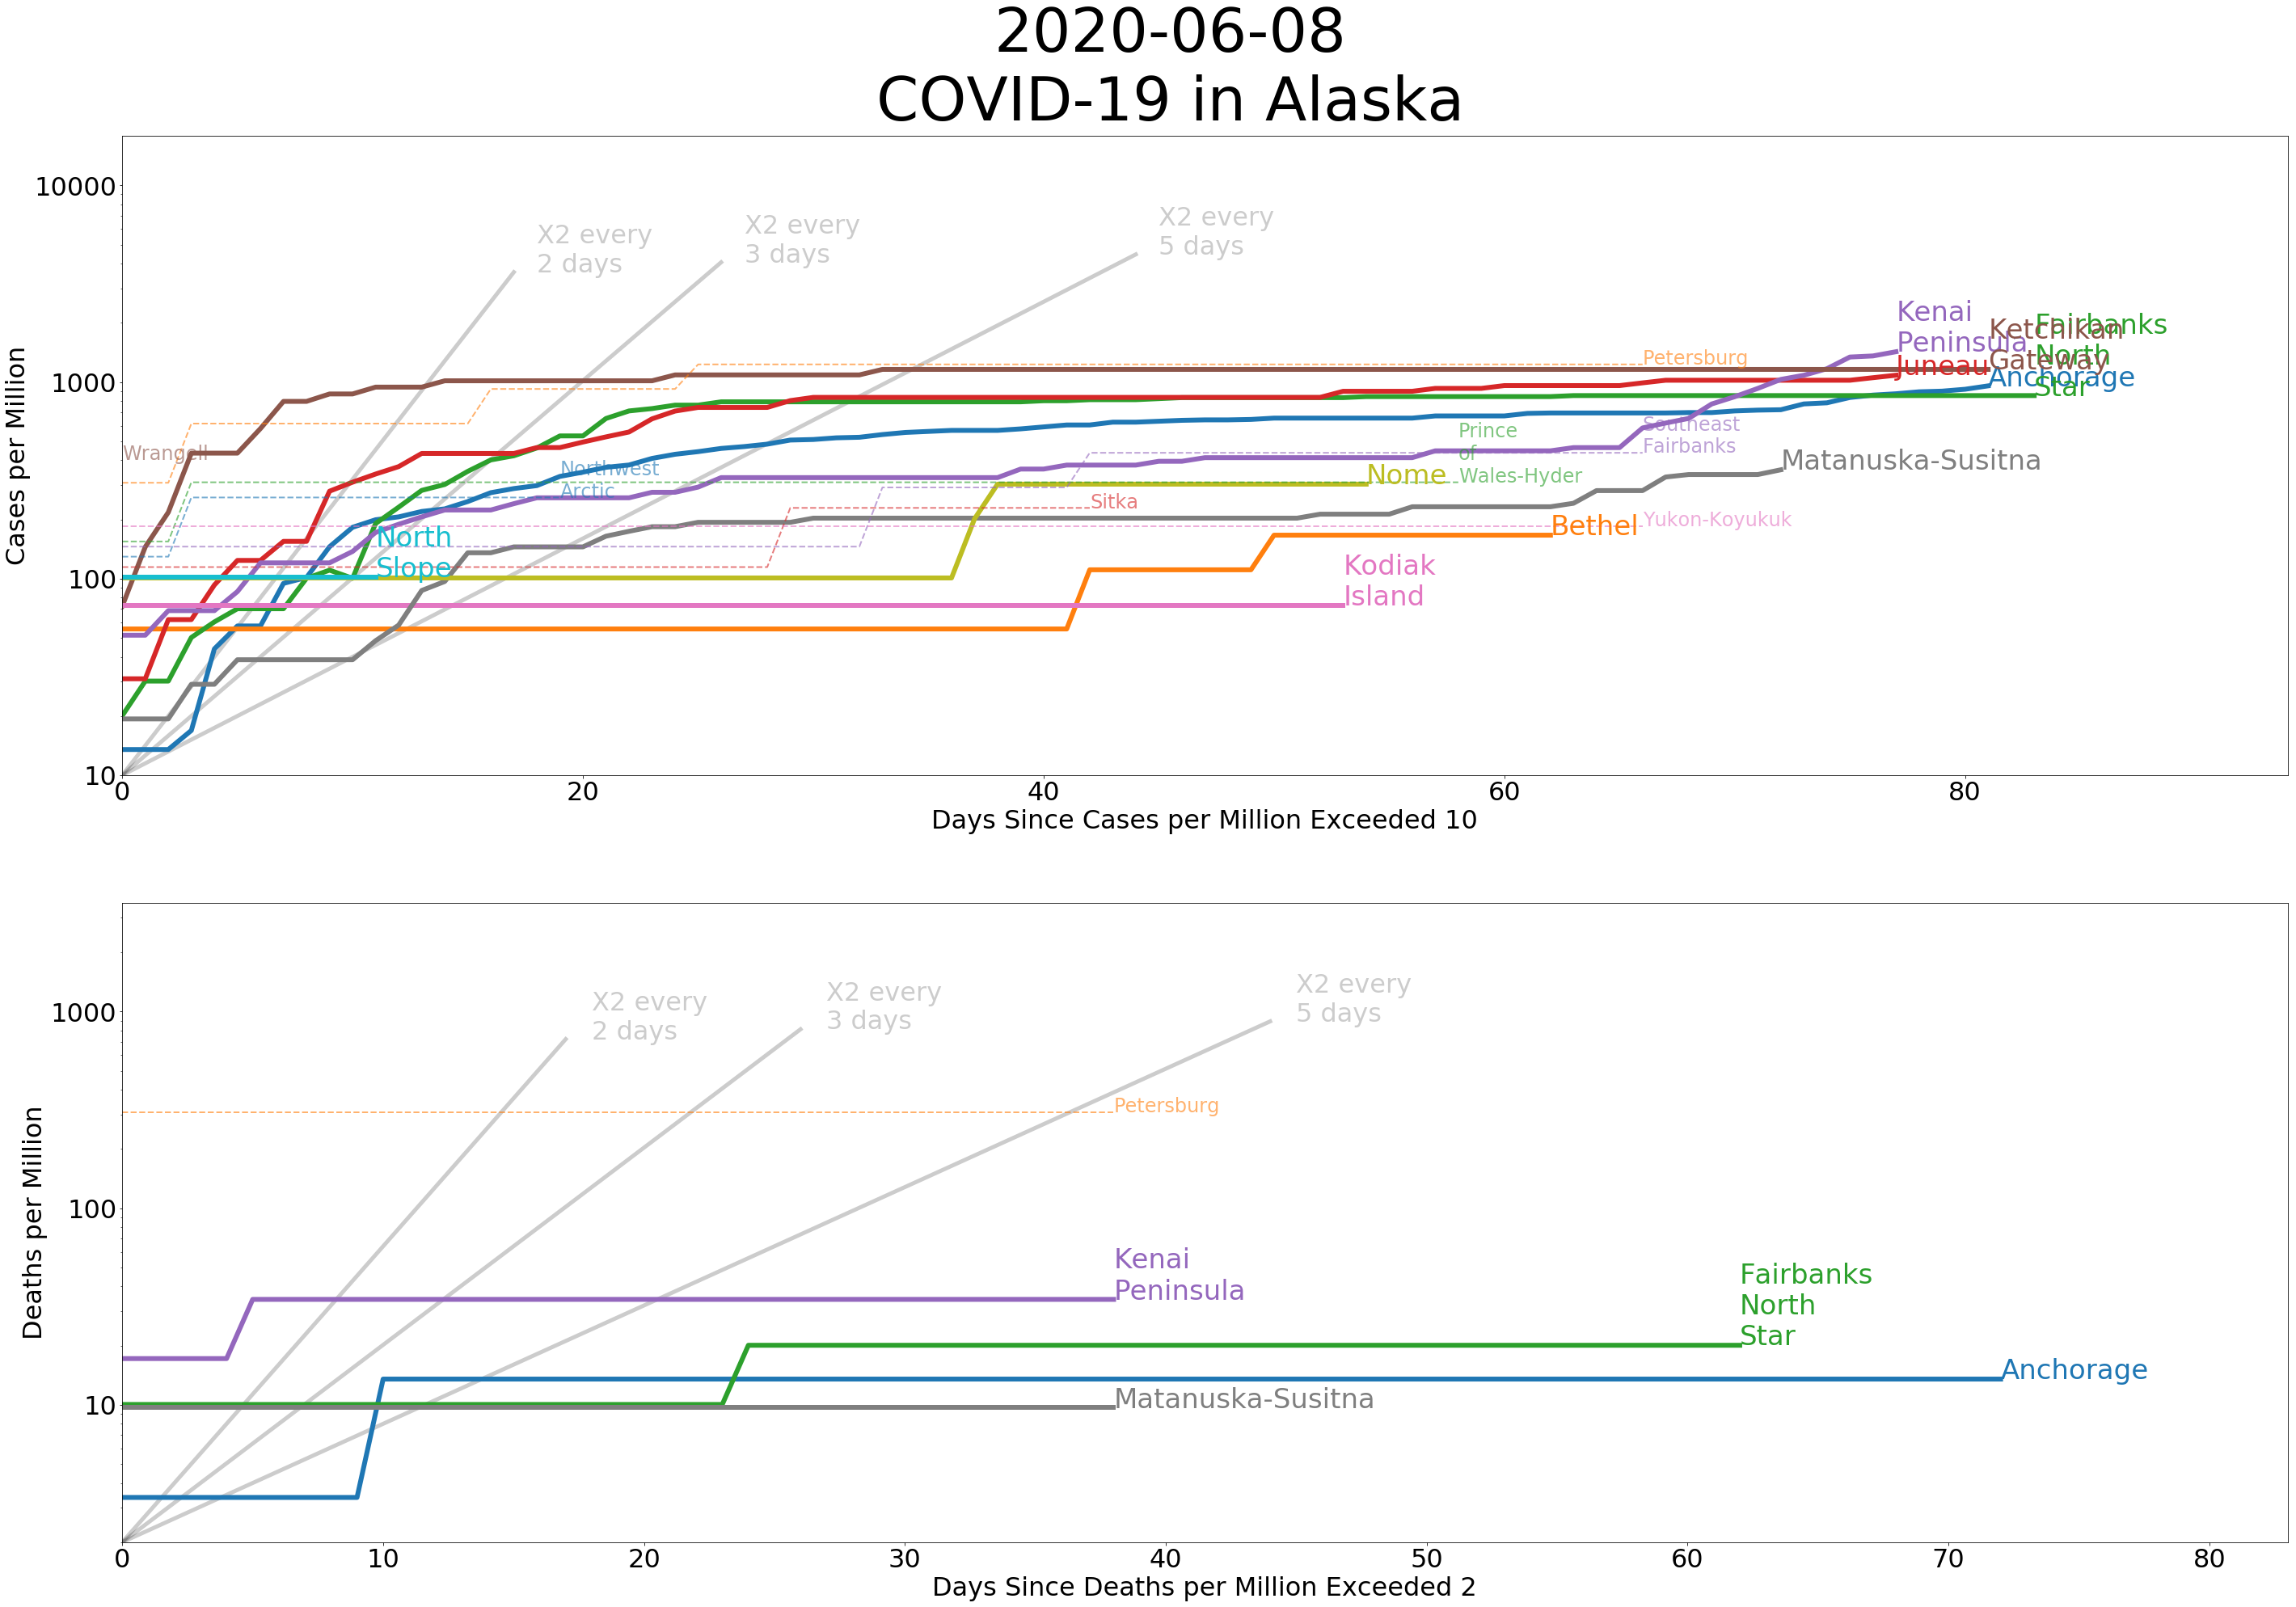 2020-06-08
COVID-19 in Alaska
Cases per Million
10000
1000
100
10
X2 every
2 days
X2 every
3 days
X2 every
5 days
Kenai
Peninsula
Ketchikan
Gateway
Fairbanks
North
Star
Juneau
Anchorage
Petersburg
Wrangell
Northwest
Arctic
Prince
of
Wales-Hyder
Southeast
Fairbanks
Matanuska-Susitna
Nome
Sitka
Yukon-Koyukuk
Bethel
North
Slope
Kodiak
Island
0
20
40
60
80
Days Since Cases per Million Exceeded 10
Deaths per Million
1000
100
10
X2 every
2 days
X2 every
3 days
X2 every
5 days
Petersburg
Kenai
Peninsula
Fairbanks
North
Star
Anchorage
Matanuska-Susitna
0
10
20
30
40
50
60
70
80
Days Since Deaths per Million Exceeded 2